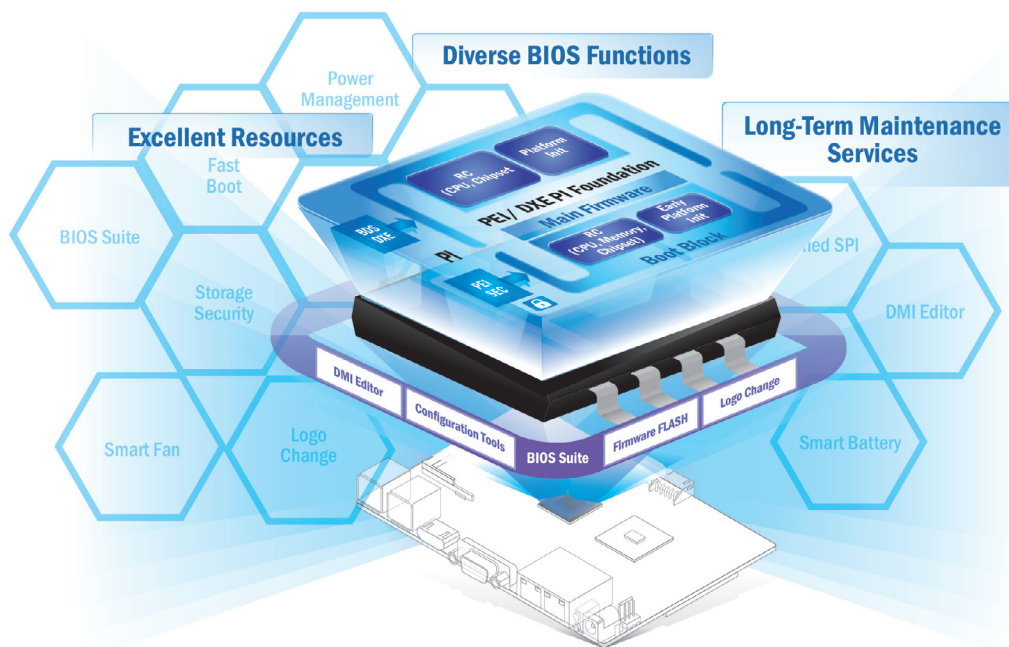 Diverse BIOS Functions
Power
Management
Excellent Resources
Long-Term Maintenance
Services
Fast
Boot
BIOS Suite
Storage
Security
Smart Fan
Logo
Change
ned SPI
DMI Editor
Smart Battery
RC
(CPU, Chipset
Platform
Init
PEI/ DXE PI Foundation
Main Firmware
BDS
DXE
PI
RC
(CPU, Memory,
Chipset)
Early
Platform
Init
Boot Block
PEI
SEC
DMI Editor
Configuration Tools
BIOS Suite
Firmware FLASH
Logo Change